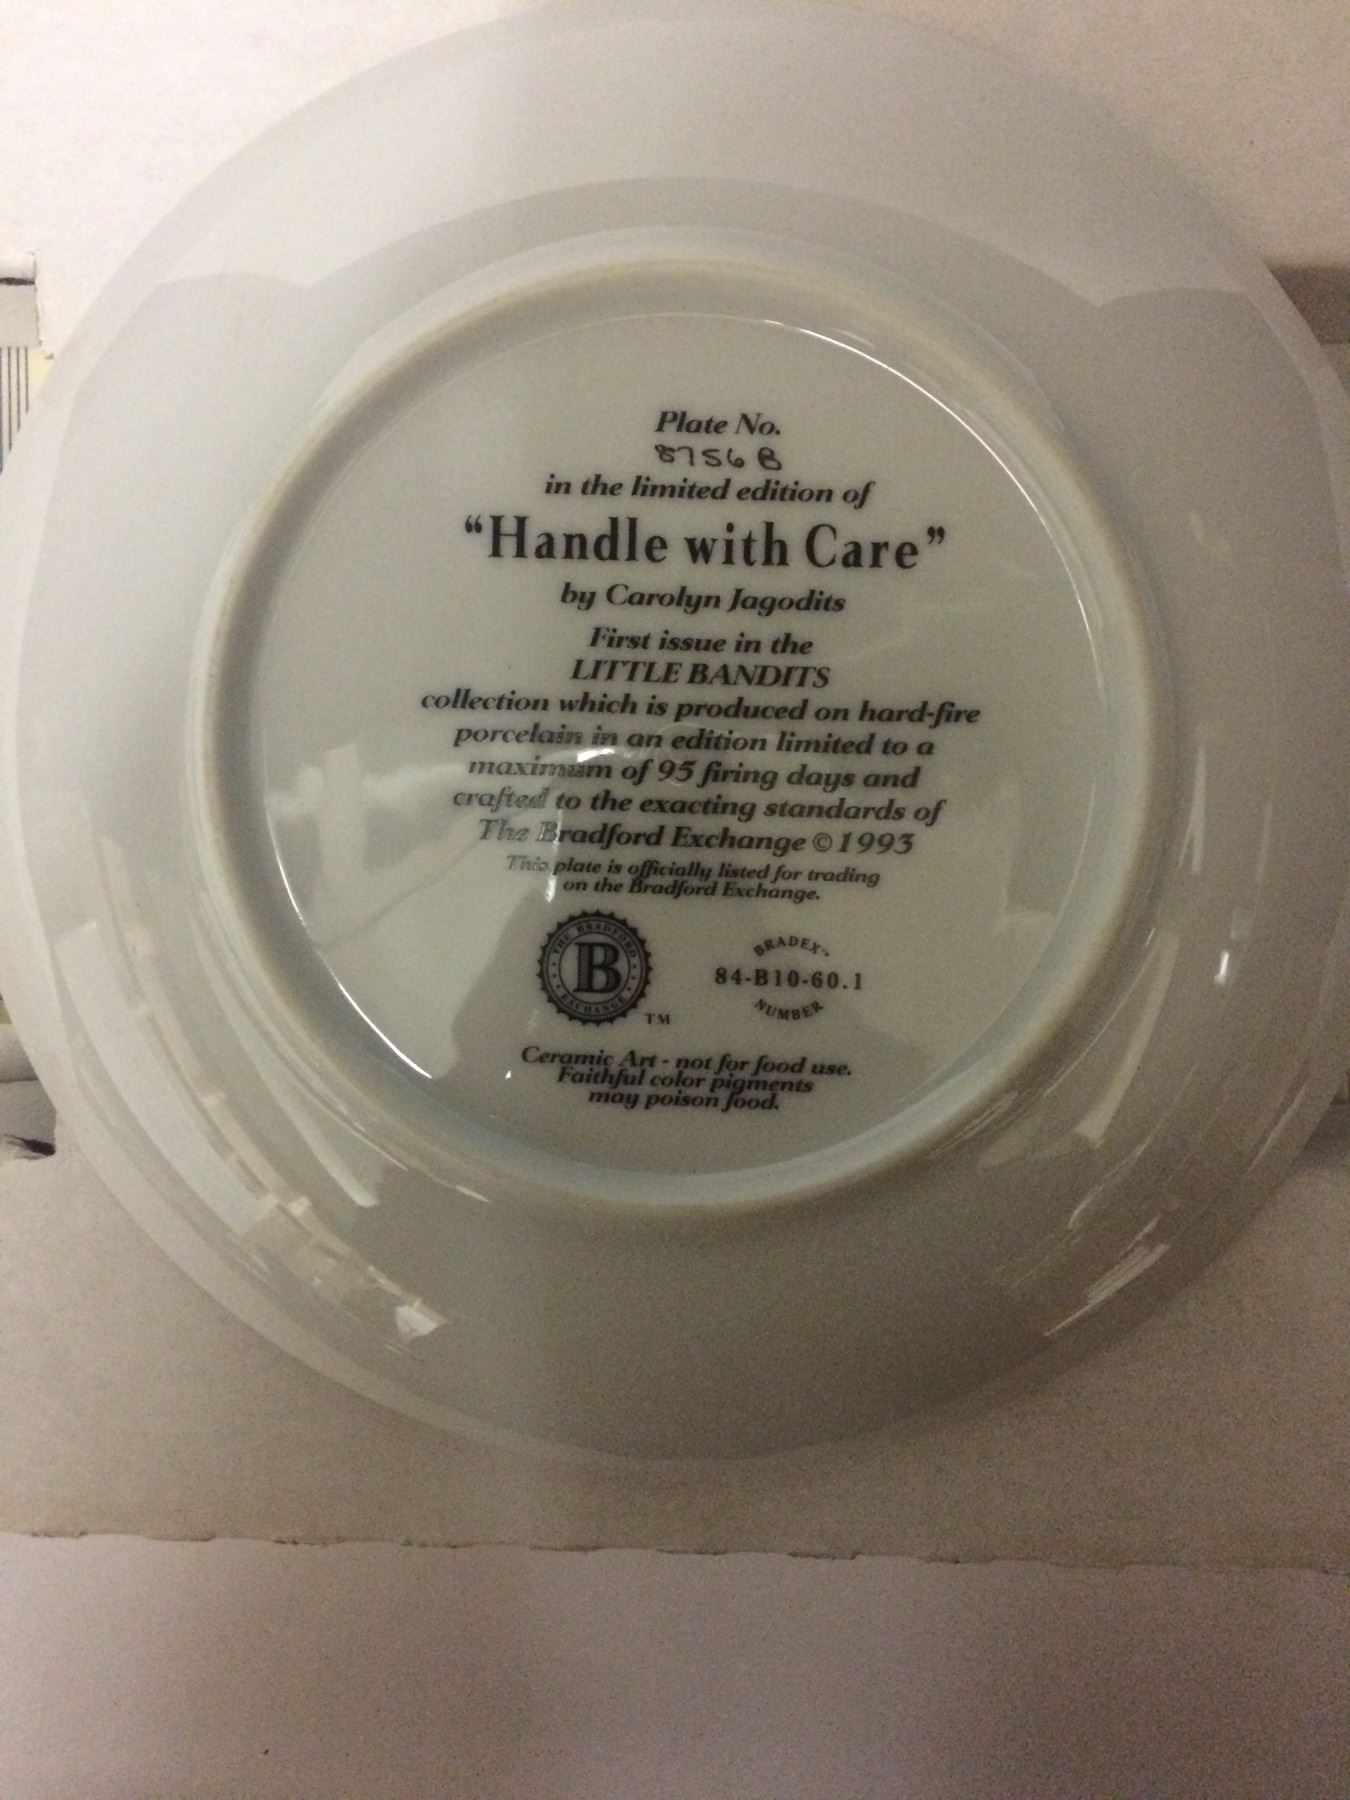 Plate No.
8756 B
in the limited edition of
“Handle with Care”
by Carolyn Jagodits
First issue in the
LITTLE BANDITS
collection which is produced on hard-fire
porcelain in an edition limited to a
maximum of 95 firing days and
crafted to the exacting standards of
The Bradford Exchange © 1993
This plate is officially listed for trading
on the Bradford Exchange.
THE BRADFORD
B
EXCHANGE
TM
BRADEX™
84-B10-60.1
NUMBER
Ceramic Art - not for food use.
Faithful color pigments
may poison food.